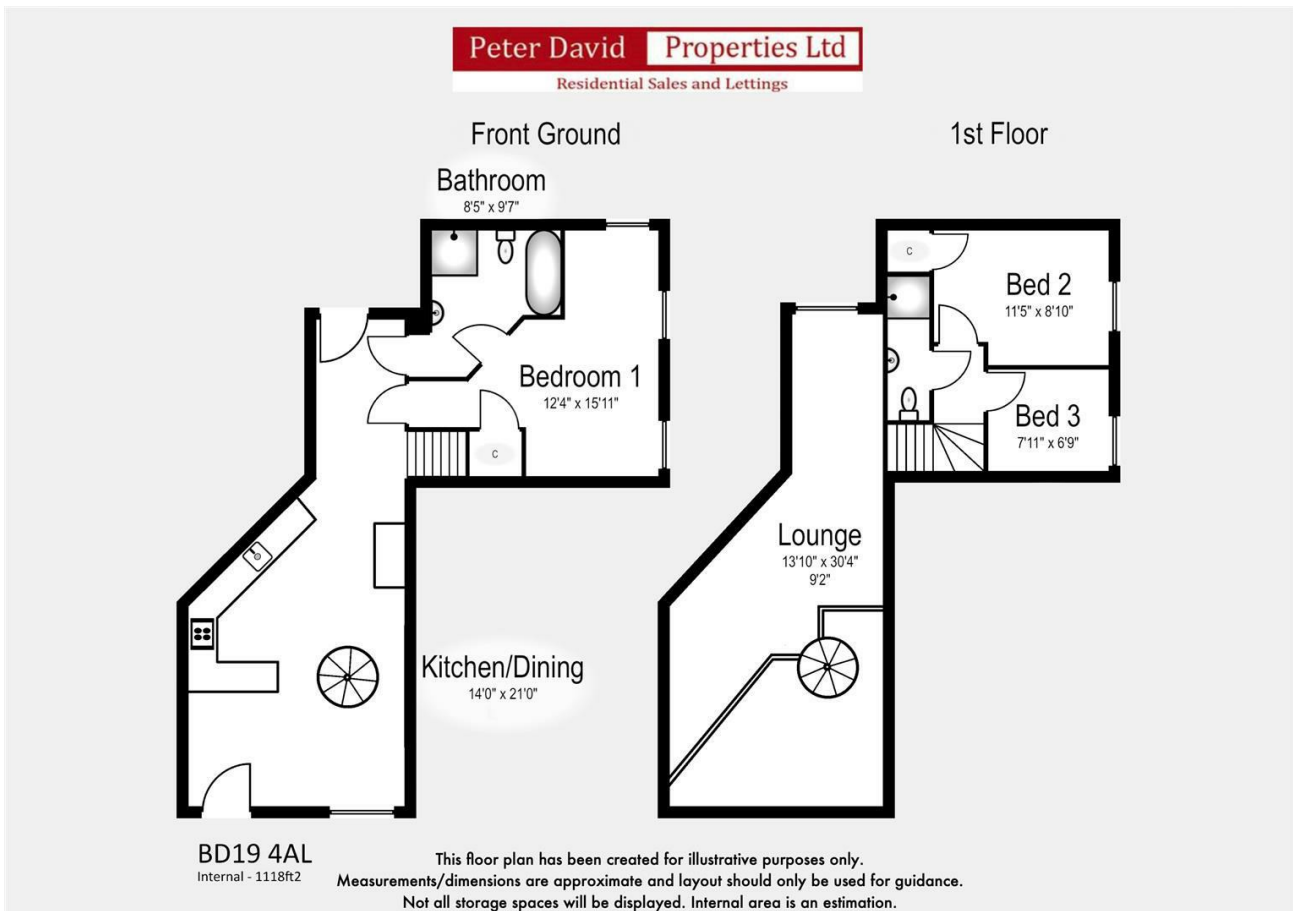 Peter David Properties Ltd
Residential Sales and Lettings
Front Ground
1st Floor
Bathroom
8'5" x 9'7"
Bedroom 1
12'4" x 15'11"
C
Kitchen/Dining
14'0" x 21'0"
C
Bed 2
11'5" x 8'10"
Bed 3
7'11" x 6'9"
Lounge
13'10" x 30'4"
9'2"
BD19 4AL
Internal - 1118ft2
This floor plan has been created for illustrative purposes only.
Measurements/dimensions are approximate and layout should only be used for guidance.
Not all storage spaces will be displayed. Internal area is an estimation.